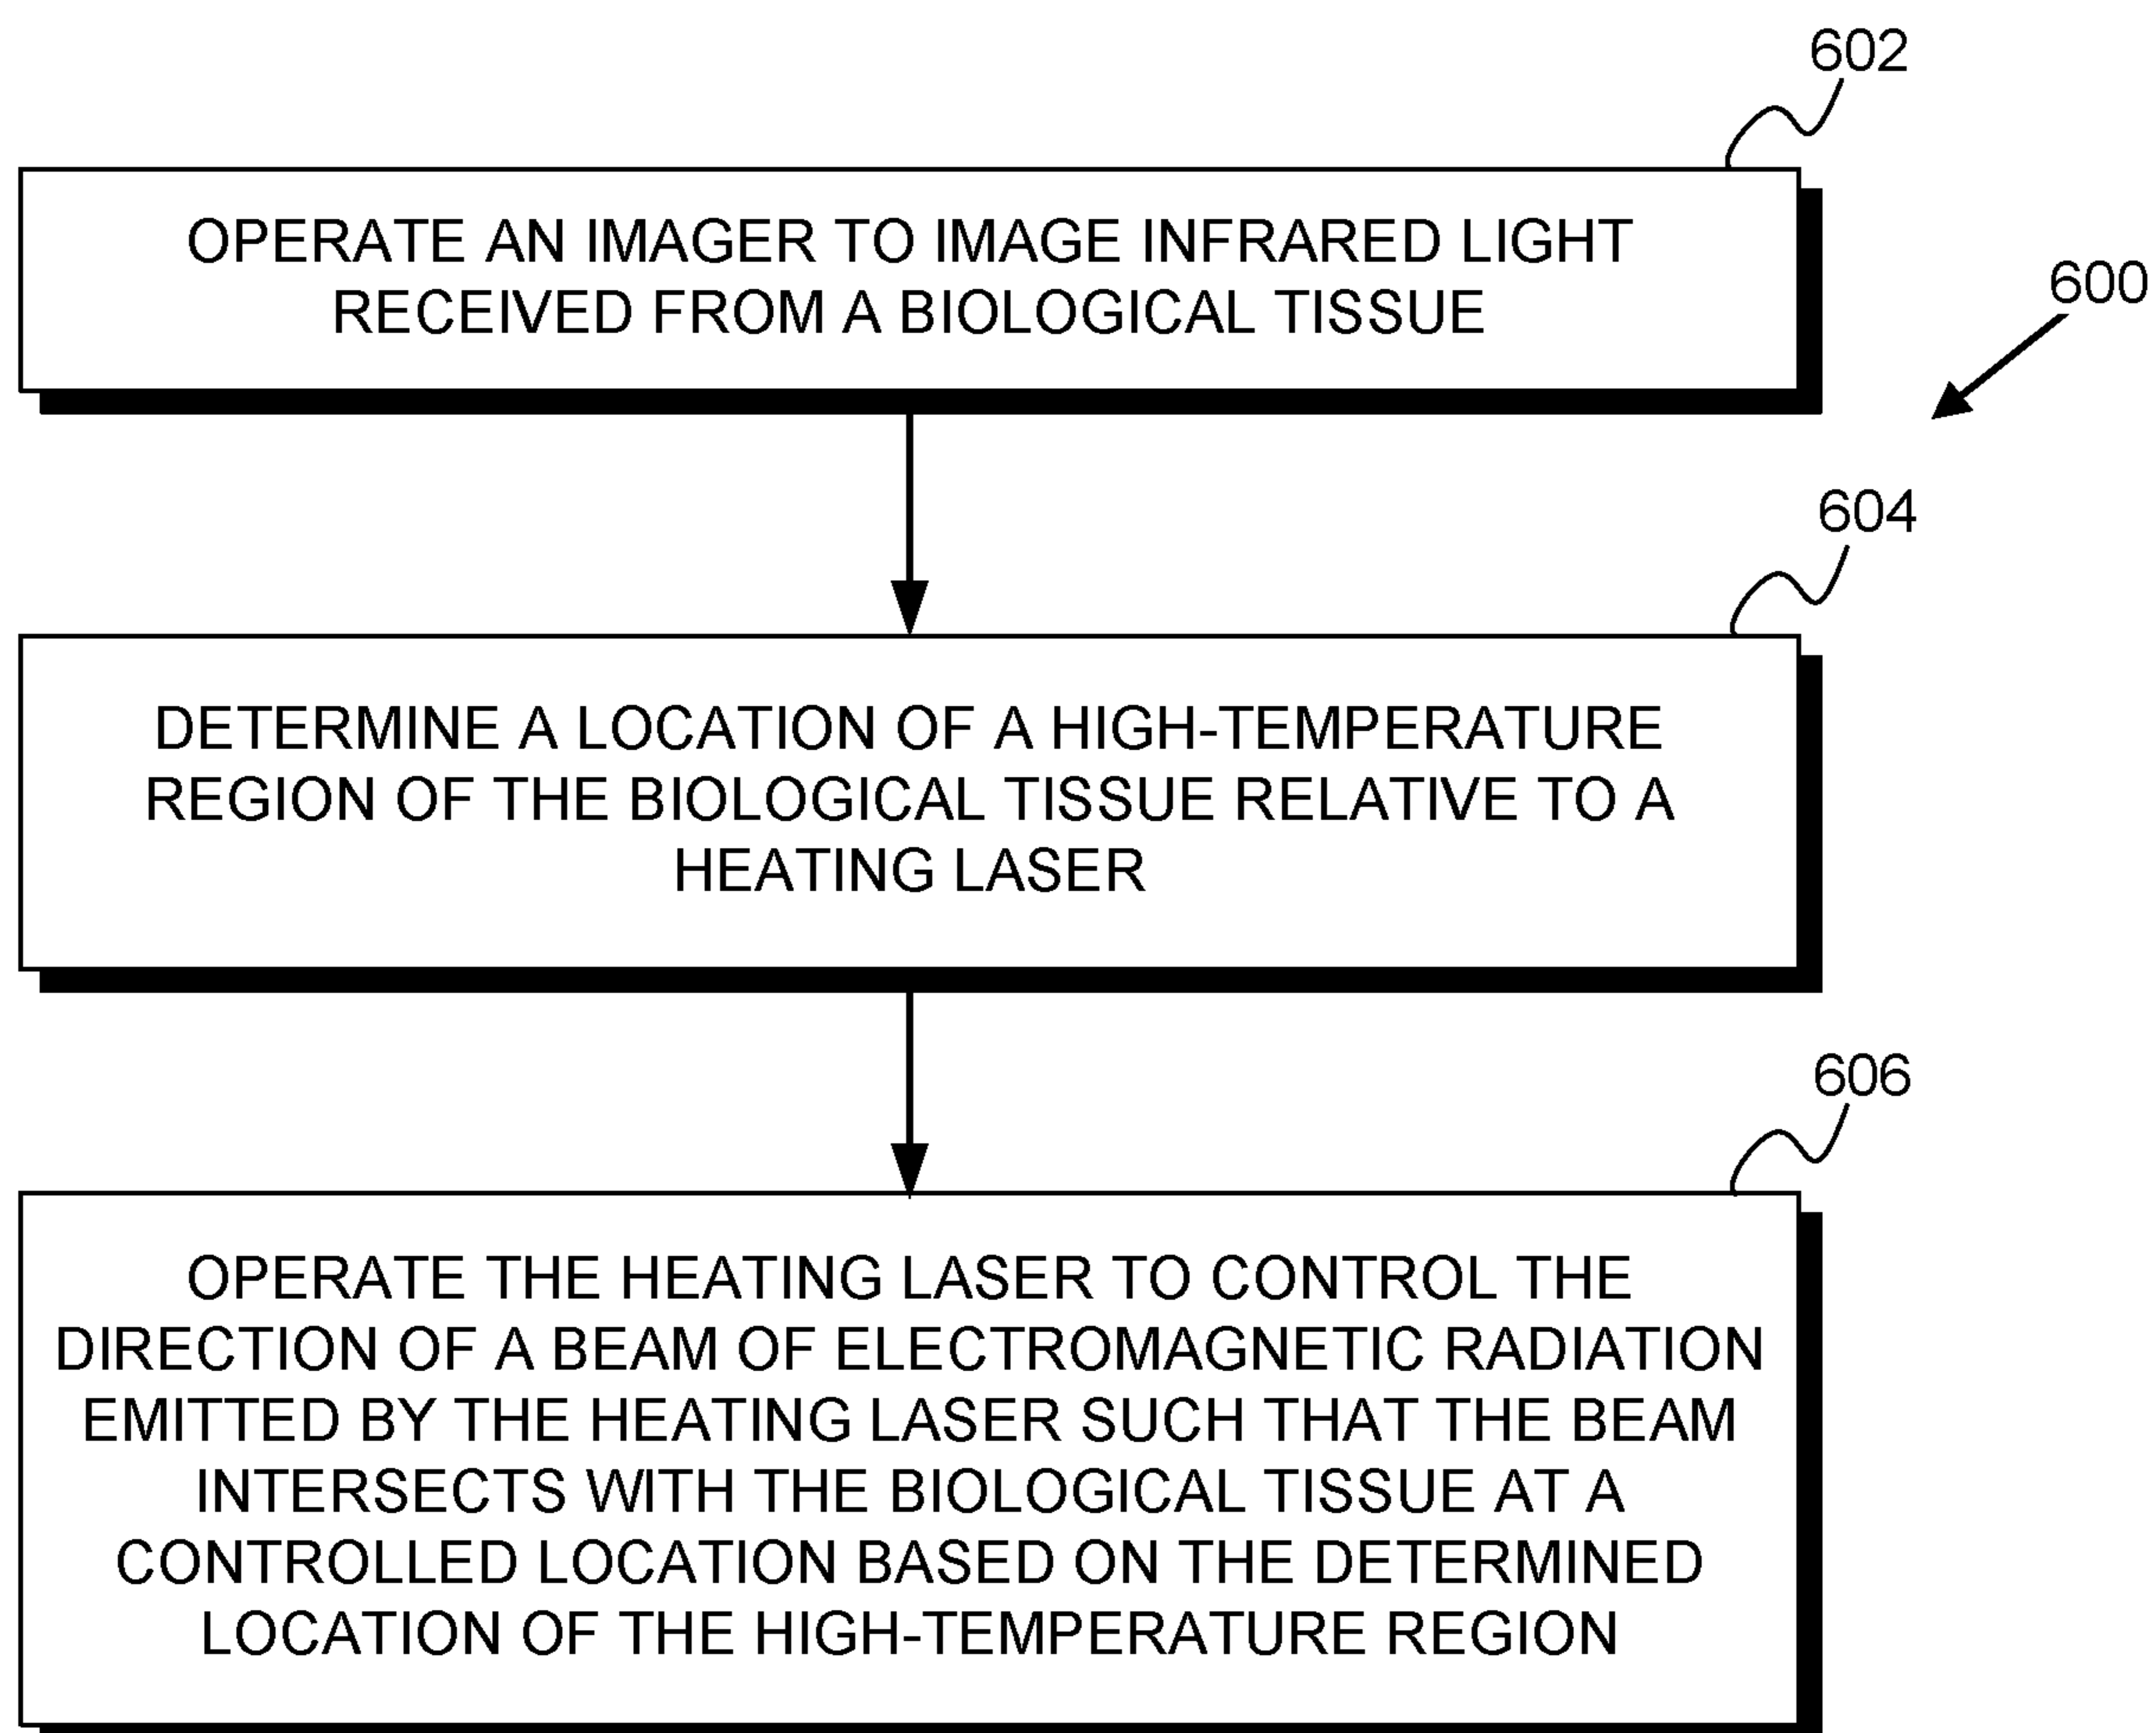 602
OPERATE AN IMAGER TO IMAGE INFRARED LIGHT
RECEIVED FROM A BIOLOGICAL TISSUE
600
604
DETERMINE A LOCATION OF A HIGH-TEMPERATURE
REGION OF THE BIOLOGICAL TISSUE RELATIVE TO A
HEATING LASER
606
OPERATE THE HEATING LASER TO CONTROL THE
DIRECTION OF A BEAM OF ELECTROMAGNETIC RADIATION
EMITTED BY THE HEATING LASER SUCH THAT THE BEAM
INTERSECTS WITH THE BIOLOGICAL TISSUE AT A
CONTROLLED LOCATION BASED ON THE DETERMINED
LOCATION OF THE HIGH-TEMPERATURE REGION